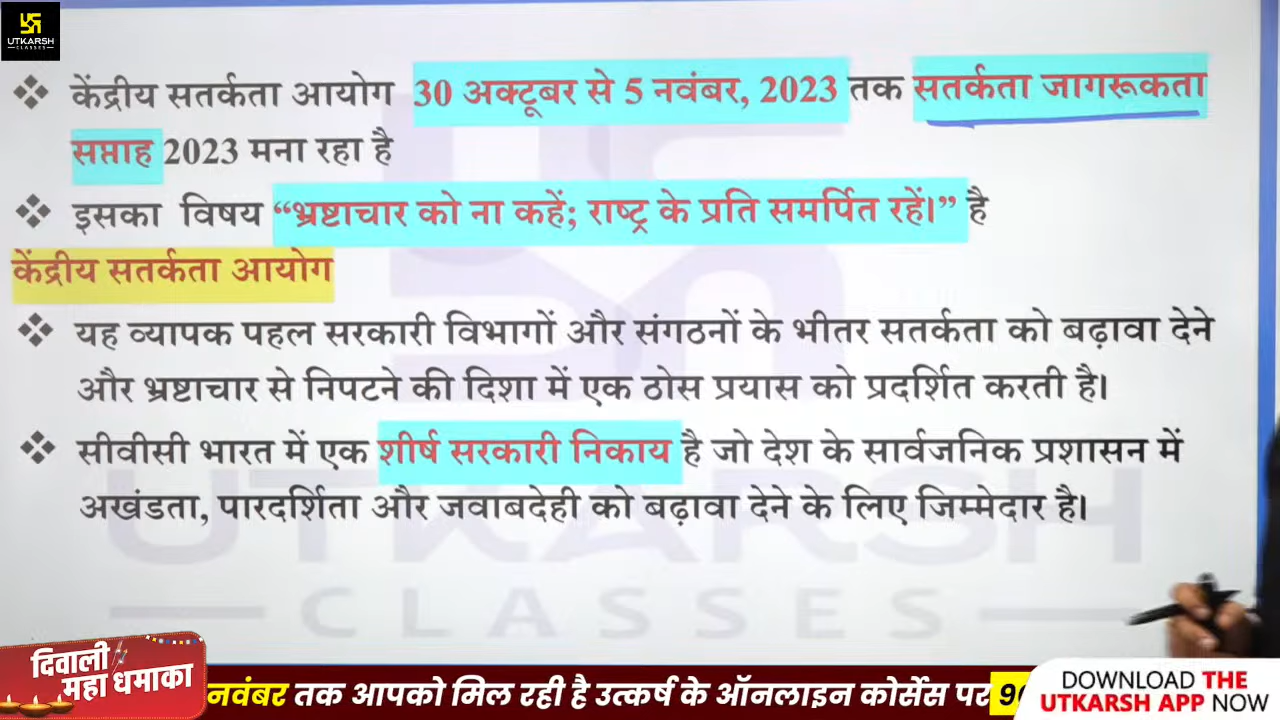 UTKARSH
CLASSES
❖ केंद्रीय सतर्कता आयोग 30 अक्टूबर से 5 नवंबर, 2023 तक सतर्कता जागरूकता
सप्ताह 2023 मना रहा है
❖ इसका विषय “भ्रष्टाचार को ना कहें; राष्ट्र के प्रति समर्पित रहें।” है
केंद्रीय सतर्कता आयोग
❖ यह व्यापक पहल सरकारी विभागों और संगठनों के भीतर सतर्कता को बढ़ावा देने
और भ्रष्टाचार से निपटने की दिशा में एक ठोस प्रयास को प्रदर्शित करती है।
❖ सीवीसी भारत में एक शीर्ष सरकारी निकाय है जो देश के सार्वजनिक प्रशासन में
अखंडता, पारदर्शिता और जवाबदेही को बढ़ावा देने के लिए जिम्मेदार है।
UTKARSH
CLASSES
दिवाली
महा धमाका
नवंबर तक आपको मिल रही है उत्कर्ष के ऑनलाइन कोर्सेस पर
DOWNLOAD THE
UTKARSH APP NOW